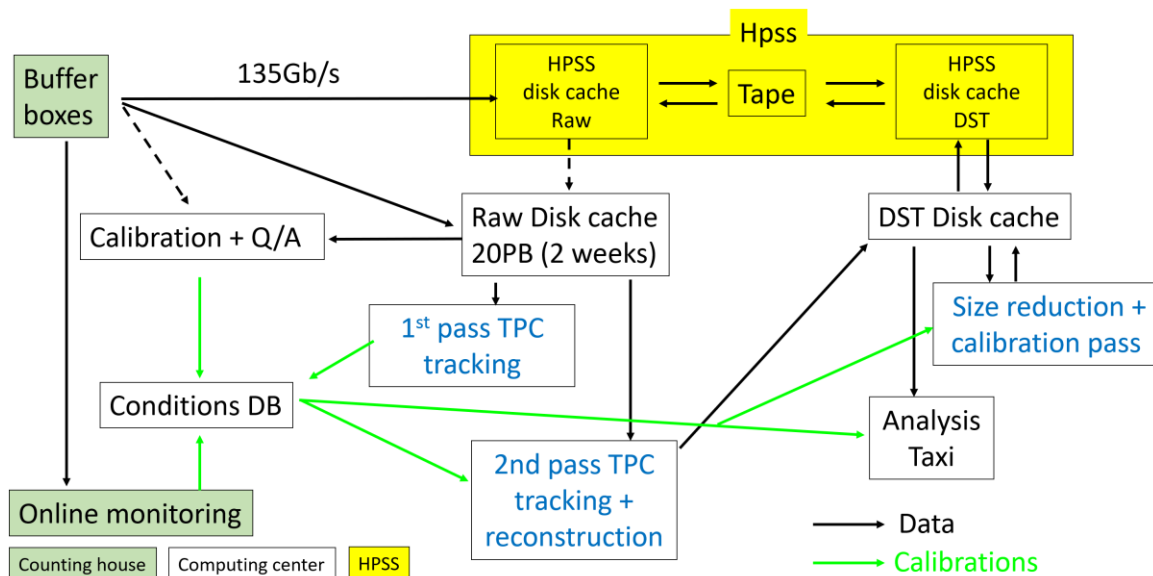 Hpss
Buffer
boxes
135Gb/s
HPSS
disk cache
Raw
Tape
HPSS
disk cache
DST
Calibration + Q/A
Raw Disk cache
20PB (2 weeks)
DST Disk cache
1st pass TPC
tracking
Size reduction +
calibration pass
Conditions DB
Analysis
Taxi
2nd pass TPC
tracking +
reconstruction
Online monitoring
Data
Calibrations
Counting house
Computing center
HPSS